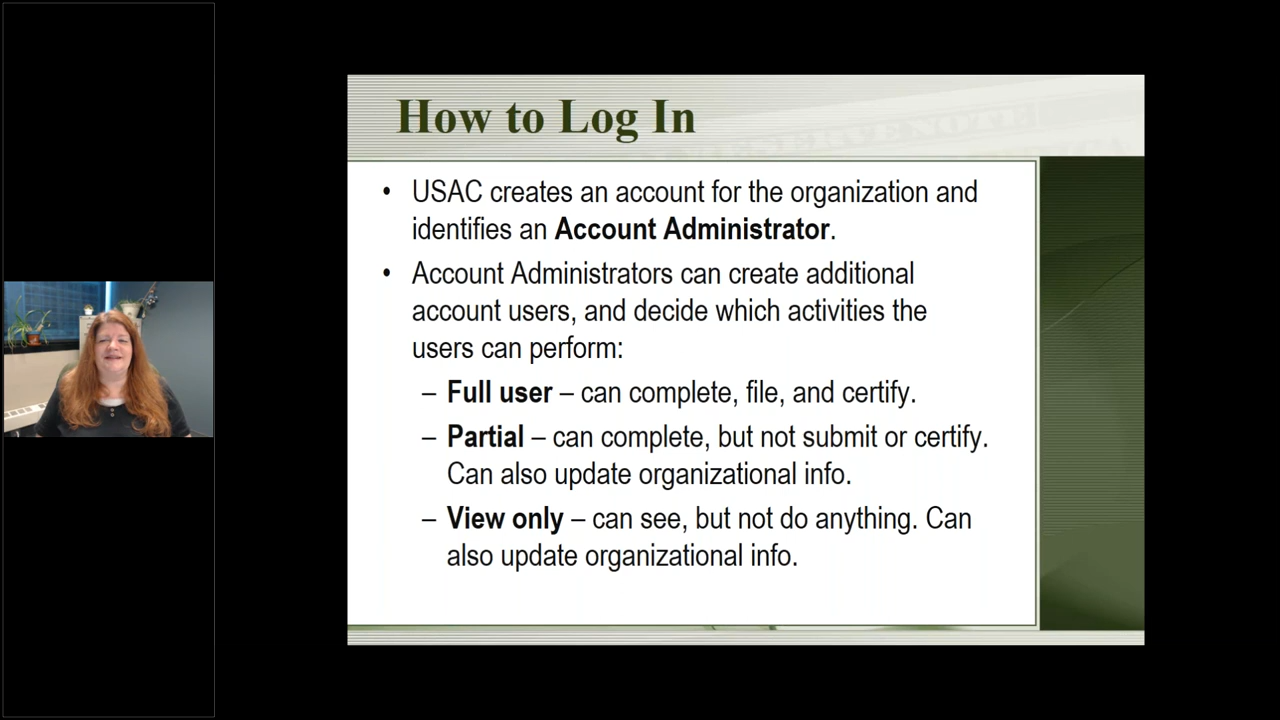 How to Log In
• USAC creates an account for the organization and
identifies an Account Administrator.
• Account Administrators can create additional
account users, and decide which activities the
users can perform:
– Full user – can complete, file, and certify.
– Partial – can complete, but not submit or certify.
Can also update organizational info.
– View only – can see, but not do anything. Can
also update organizational info.